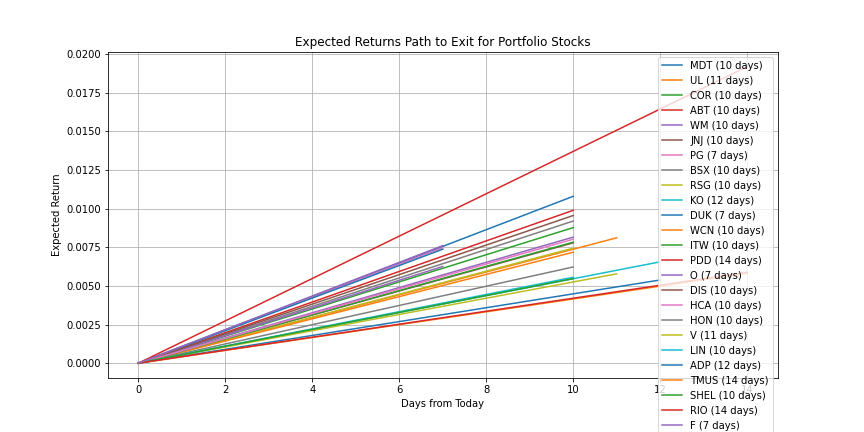 Expected Returns Path to Exit for Portfolio Stocks
0.0200
0.0175
0.0150
0.0125
0.0100
0.0075
0.0050
0.0025
0.0000
Expected Return
0
2
4
6
8
10
12
14
Days from Today
MDT (10 days)
UL (11 days)
COR (10 days)
ABT (10 days)
WM (10 days)
JNJ (10 days)
PG (7 days)
BSX (10 days)
RSG (10 days)
KO (12 days)
DUK (7 days)
WCN (10 days)
ITW (10 days)
PDD (14 days)
O (7 days)
DIS (10 days)
HCA (10 days)
HON (10 days)
V (11 days)
LIN (10 days)
ADP (12 days)
TMUS (14 days)
SHEL (10 days)
RIO (14 days)
F (7 days)